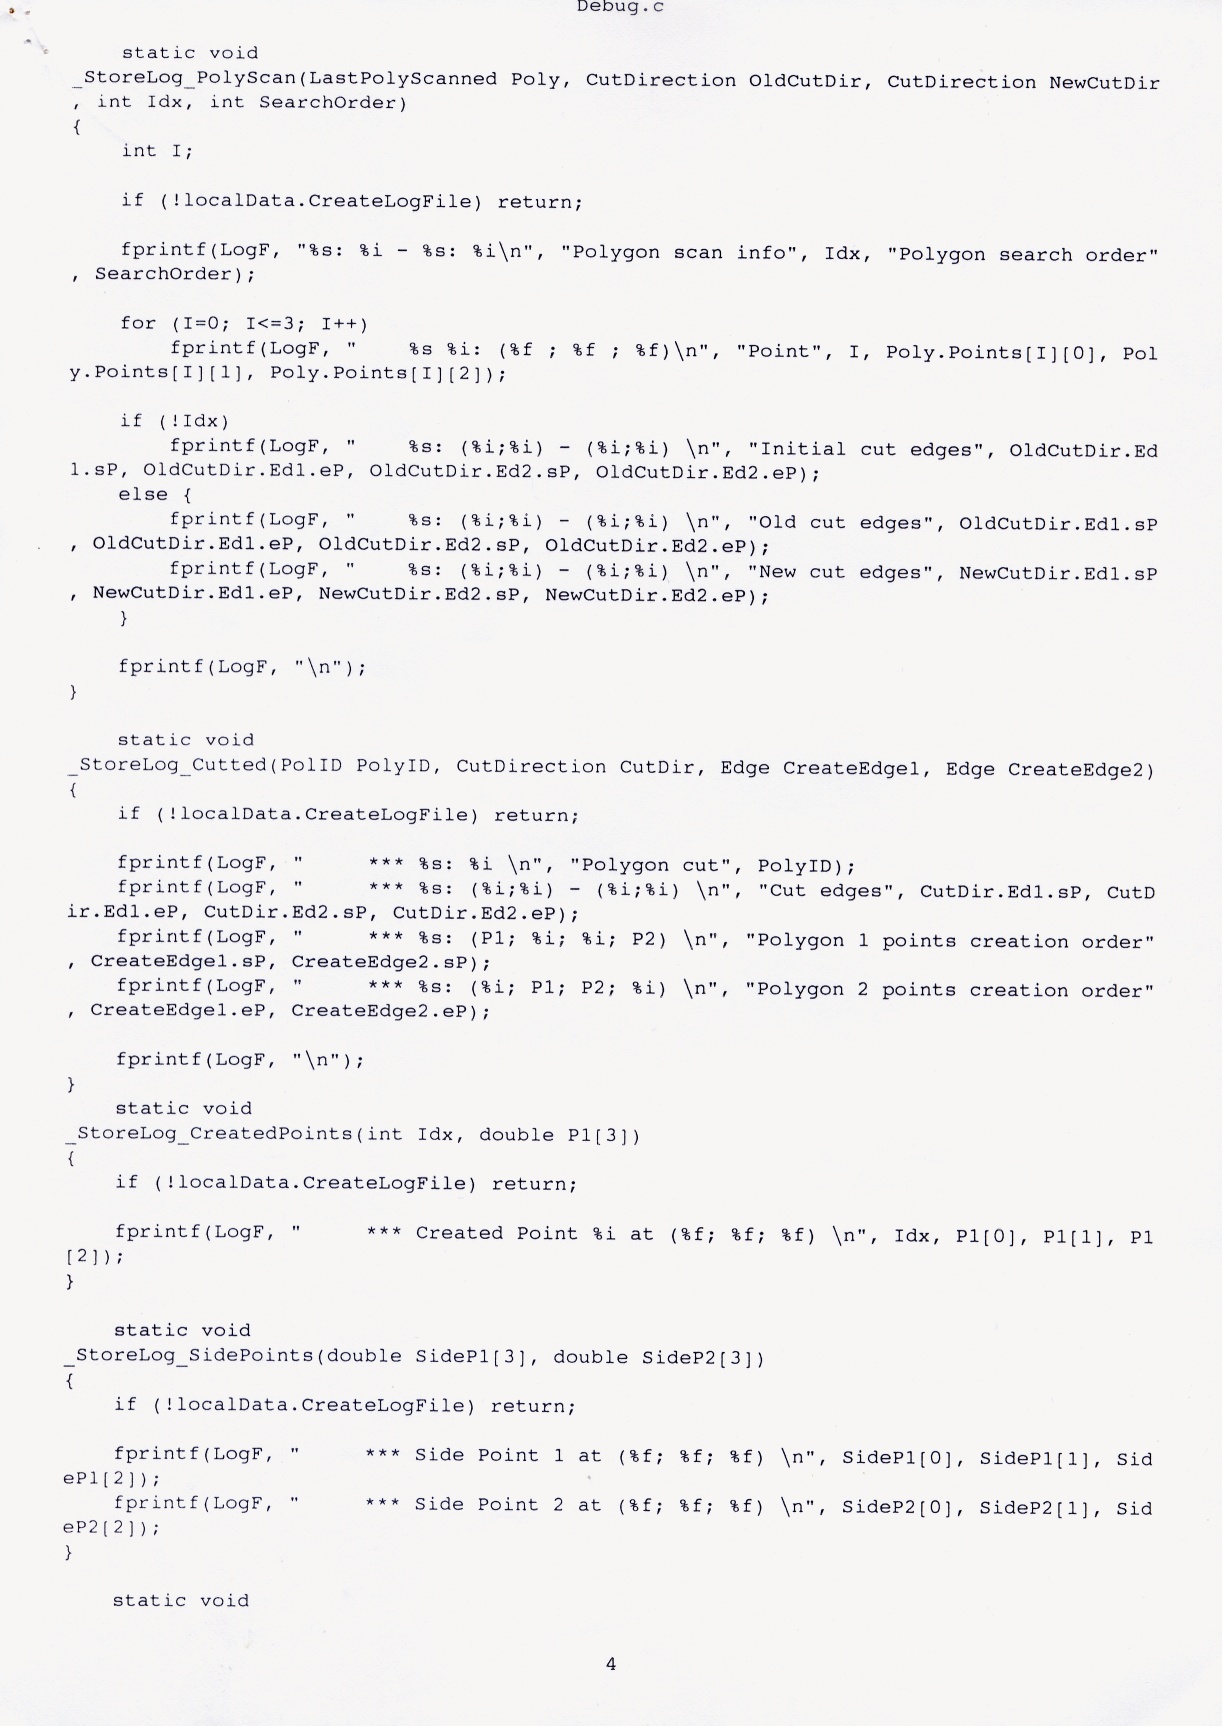 Debug.c
    static void
_StoreLog_PolyScan(LastPolyScanned Poly, CutDirection OldCutDir, CutDirection NewCutDir
, int Idx, int SearchOrder)
{
    int I;

    if (!localData.CreateLogFile) return;

    fprintf(LogF, "%s: %i - %s: %i\n", "Polygon scan info", Idx, "Polygon search order"
, SearchOrder);

    for (I=0; I<=3; I++)
        fprintf(LogF, "    %s %i: (%f ; %f ; %f)\n", "Point", I, Poly.Points[I][0], Pol
y.Points[I][1], Poly.Points[I][2]);

    if (!Idx)
        fprintf(LogF, "    %s: (%i;%i) - (%i;%i) \n", "Initial cut edges", OldCutDir.Ed
1.sP, OldCutDir.Ed1.eP, OldCutDir.Ed2.sP, OldCutDir.Ed2.eP);
    else {
        fprintf(LogF, "    %s: (%i;%i) - (%i;%i) \n", "Old cut edges", OldCutDir.Ed1.sP
, OldCutDir.Ed1.eP, OldCutDir.Ed2.sP, OldCutDir.Ed2.eP);
        fprintf(LogF, "    %s: (%i;%i) - (%i;%i) \n", "New cut edges", NewCutDir.Ed1.sP
, NewCutDir.Ed1.eP, NewCutDir.Ed2.sP, NewCutDir.Ed2.eP);
    }

    fprintf(LogF, "\n");
}

    static void
_StoreLog_Cutted(PolID PolyID, CutDirection CutDir, Edge CreateEdge1, Edge CreateEdge2)
{
    if (!localData.CreateLogFile) return;

    fprintf(LogF, "     *** %s: %i \n", "Polygon cut", PolyID);
    fprintf(LogF, "     *** %s: (%i;%i) - (%i;%i) \n", "Cut edges", CutDir.Ed1.sP, CutD
ir.Ed1.eP, CutDir.Ed2.sP, CutDir.Ed2.eP);
    fprintf(LogF, "     *** %s: (P1; %i; %i; P2) \n", "Polygon 1 points creation order"
, CreateEdge1.sP, CreateEdge2.sP);
    fprintf(LogF, "     *** %s: (%i; P1; P2; %i) \n", "Polygon 2 points creation order"
, CreateEdge1.eP, CreateEdge2.eP);

    fprintf(LogF, "\n");
}
    static void
_StoreLog_CreatedPoints(int Idx, double P1[3])
{
    if (!localData.CreateLogFile) return;

    fprintf(LogF, "     *** Created Point %i at (%f; %f; %f) \n", Idx, P1[0], P1[1], P1
[2]);
}

    static void
_StoreLog_SidePoints(double SideP1[3], double SideP2[3])
{
    if (!localData.CreateLogFile) return;

    fprintf(LogF, "     *** Side Point 1 at (%f; %f; %f) \n", SideP1[0], SideP1[1], Sid
eP1[2]);
    fprintf(LogF, "     *** Side Point 2 at (%f; %f; %f) \n", SideP2[0], SideP2[1], Sid
eP2[2]);
}

    static void
4